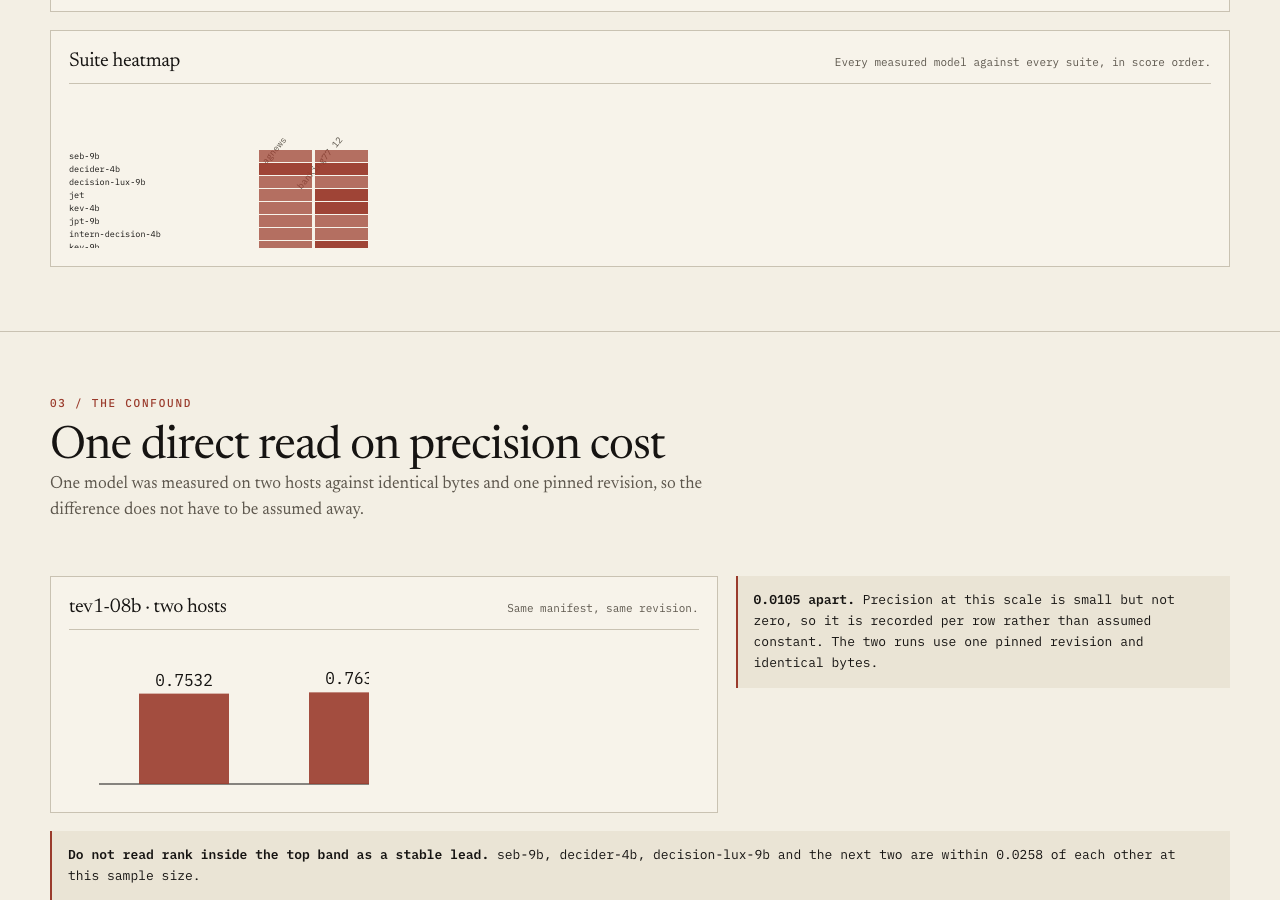 Suite heatmap
Every measured model against every suite, in score order.
seb-9b
decider-4b
decision-lux-9b
jet
kev-4b
jpt-9b
intern-decision-4b
kev-9b
03 / THE CONFOUND
One direct read on precision cost
One model was measured on two hosts against identical bytes and one pinned revision, so the
difference does not have to be assumed away.
tev1-08b · two hosts
Same manifest, same revision.
0.7532
0.763
0.0105 apart. Precision at this scale is small but not
zero, so it is recorded per row rather than assumed
constant. The two runs use one pinned revision and
identical bytes.
Do not read rank inside the top band as a stable lead. seb-9b, decider-4b, decision-lux-9b and the next two are within 0.0258 of each other at
this sample size.